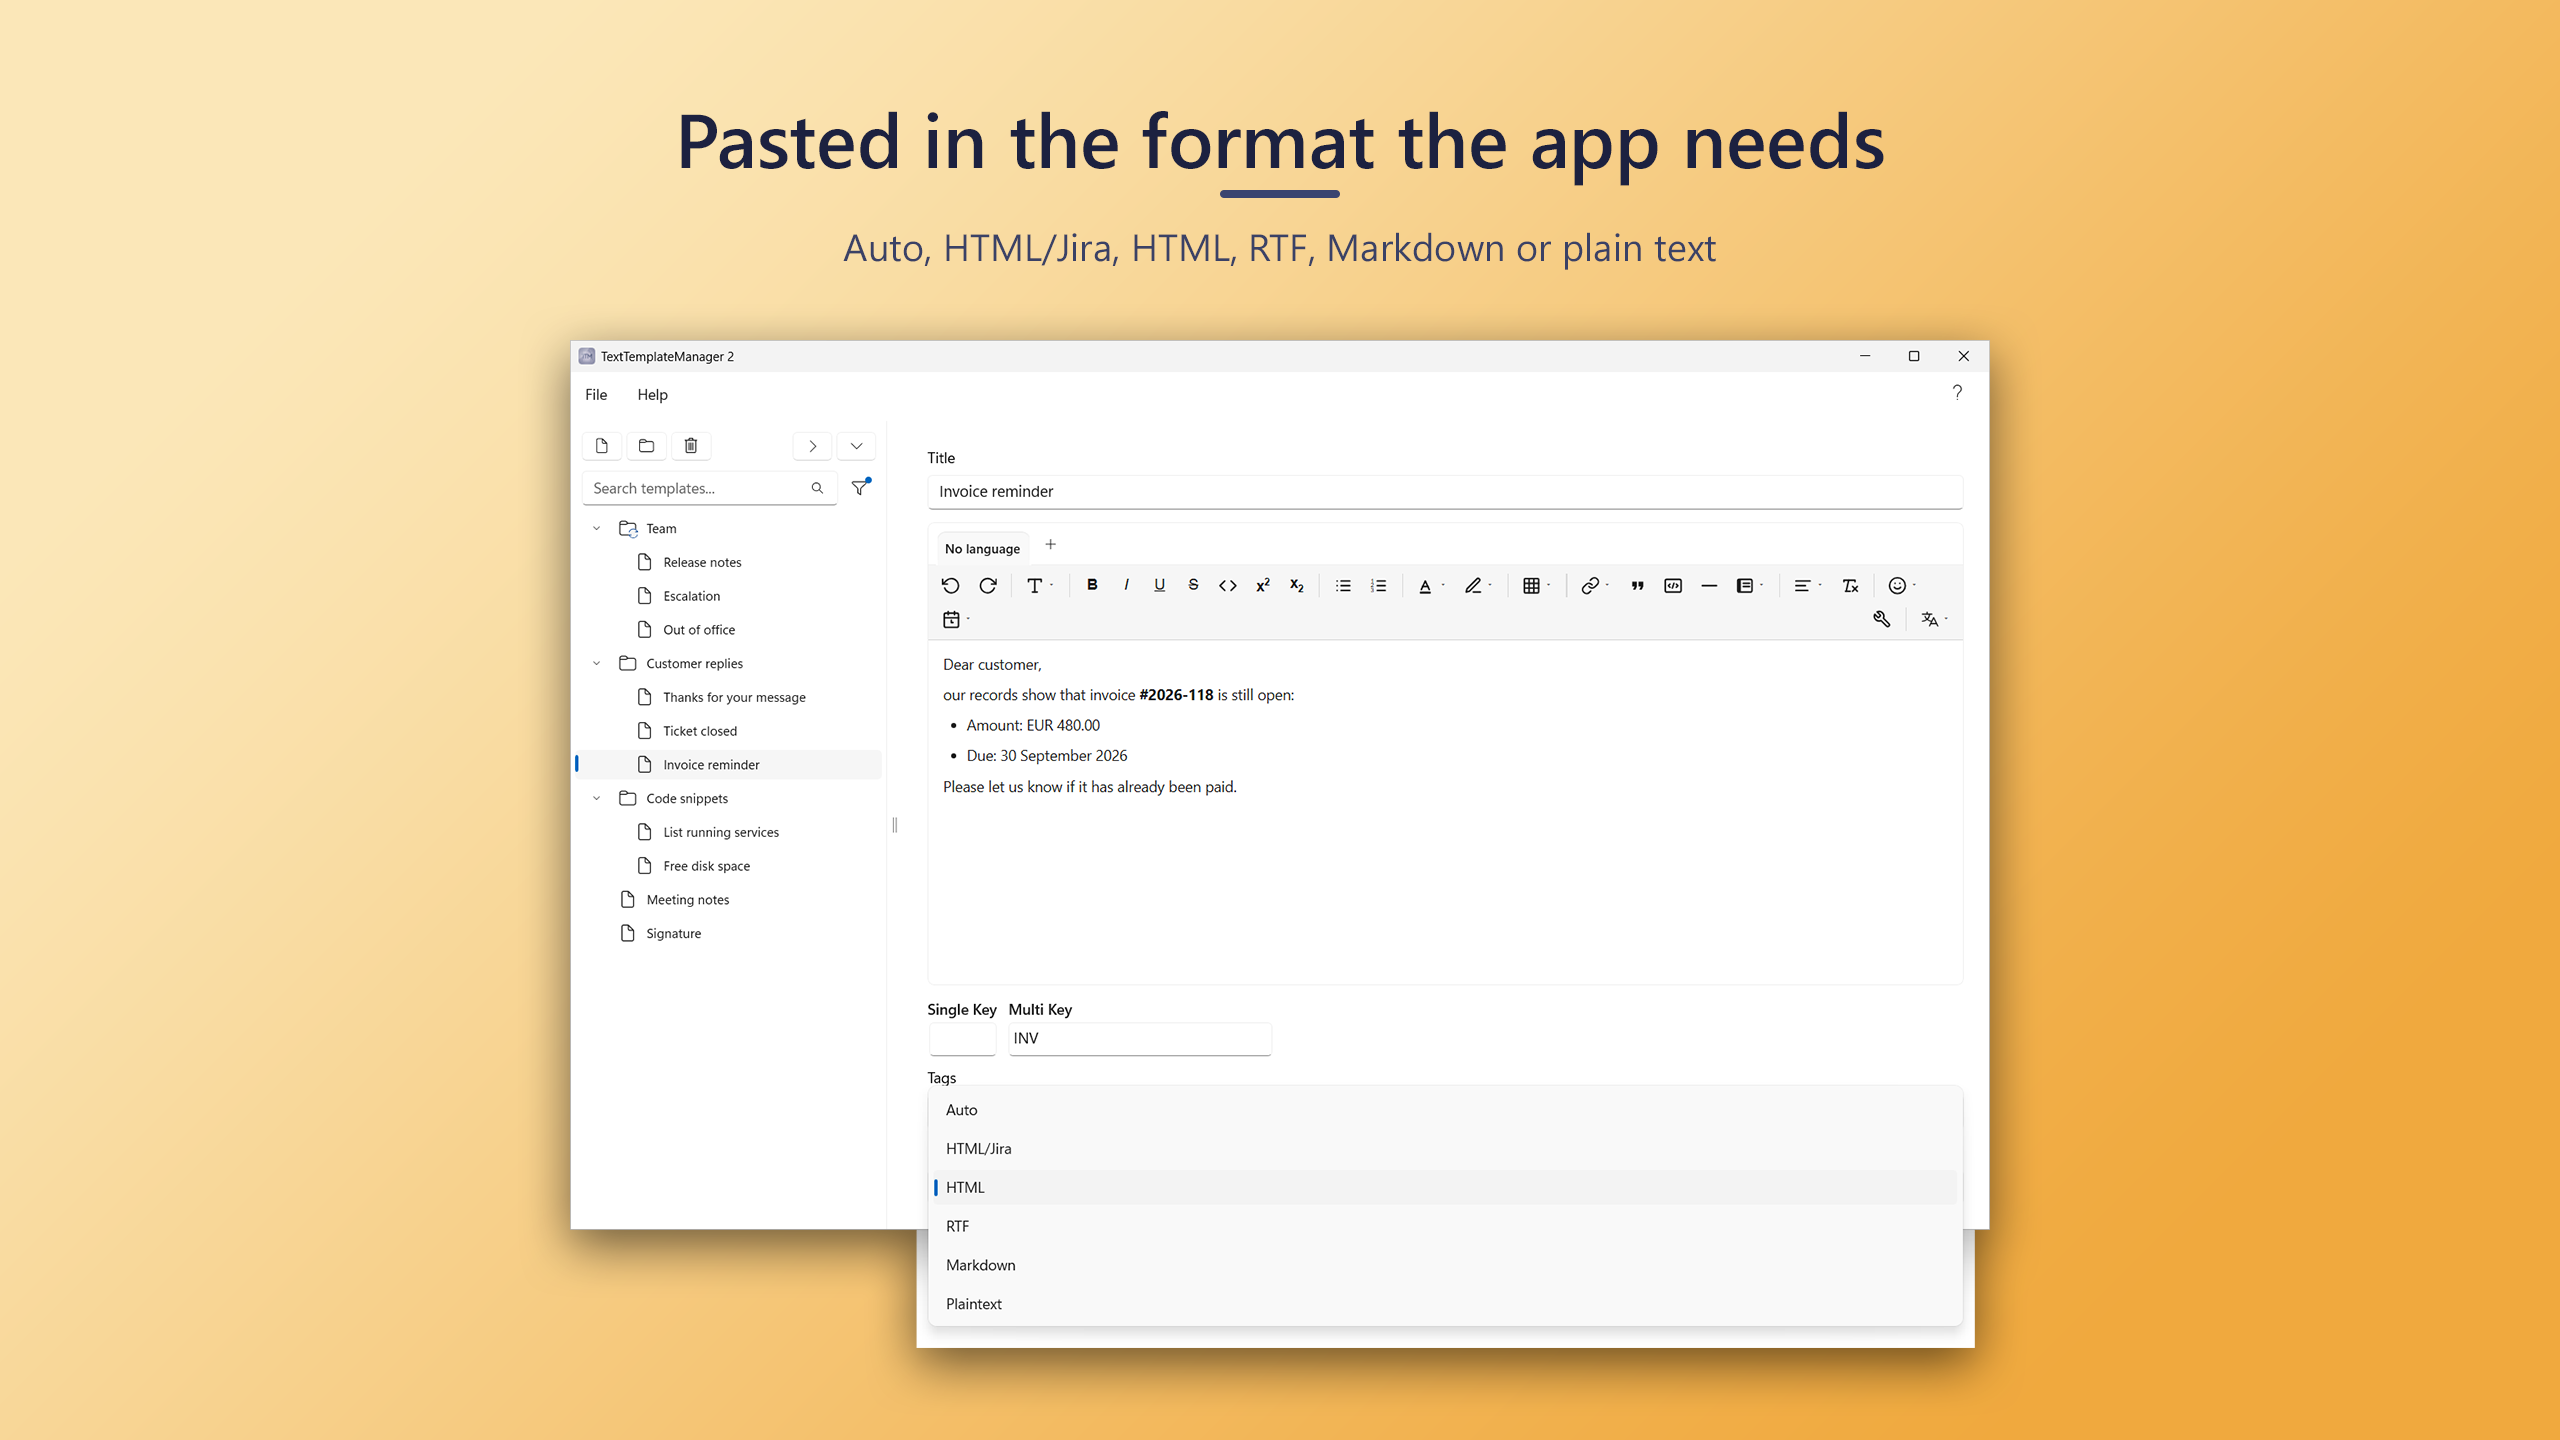 Pasted in the format the app needs
Auto, HTML/Jira, HTML, RTF, Markdown or plain text
TextTemplateManager 2
File Help
Search templates...
Team
Release notes
Escalation
Out of office
Customer replies
Thanks for your message
Ticket closed
Invoice reminder
Code snippets
List running services
Free disk space
Meeting notes
Signature
Title
Invoice reminder
No language
Dear customer,
our records show that invoice #2026-118 is still open:
• Amount: EUR 480.00
• Due: 30 September 2026
Please let us know if it has already been paid.
Single Key Multi Key
INV
Tags
Auto
HTML/Jira
HTML
RTF
Markdown
Plaintext